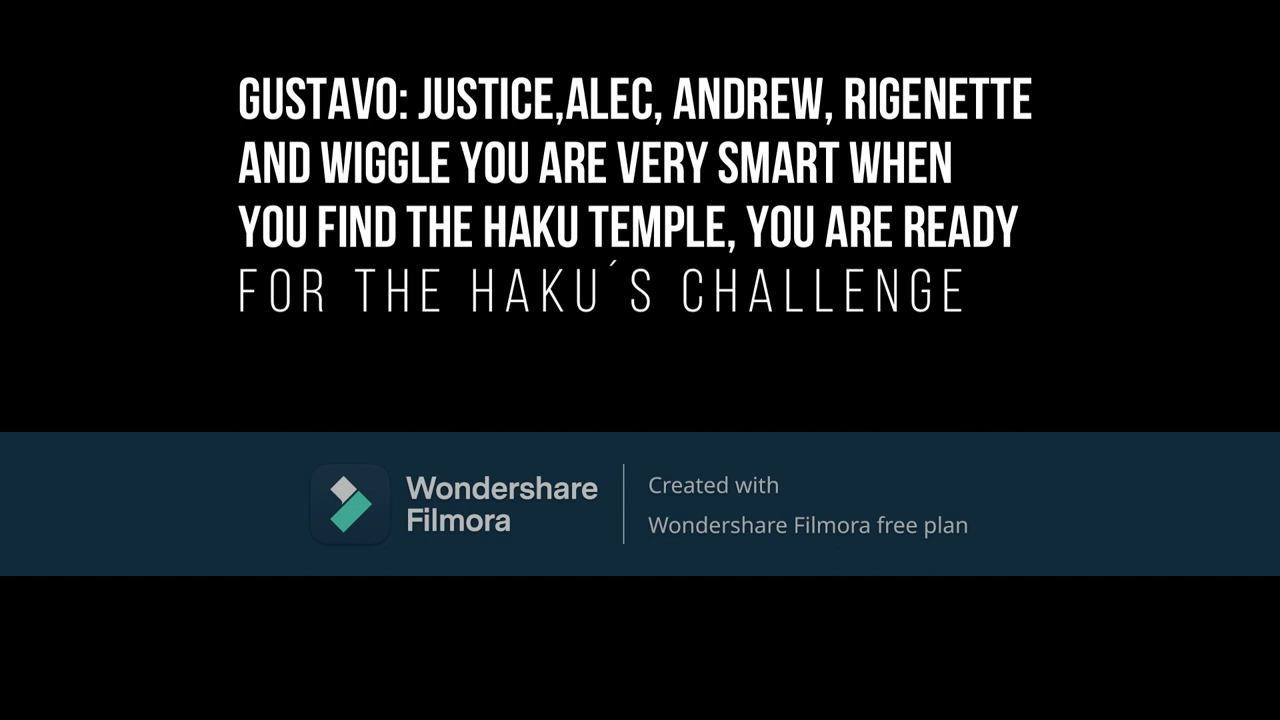 GUSTAVO: JUSTICE,ALEC, ANDREW, RIGENETTE
AND WIGGLE YOU ARE VERY SMART WHEN
YOU FIND THE HAKU TEMPLE, YOU ARE READY
FOR THE HAKU´S CHALLENGE
Wondershare
Filmora
Created with
Wondershare Filmora free plan